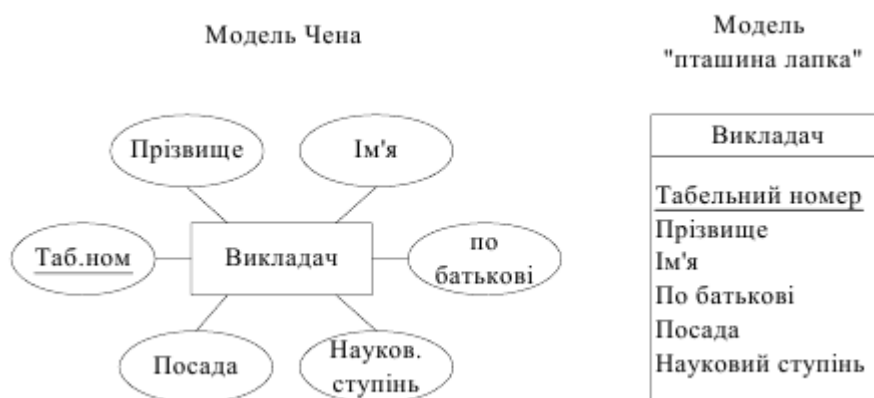 Модель Чена
Прізвище
Ім'я
Таб.ном
Викладач
по
батькові
Посада
Науков.
ступінь
Модель
"пташина лапка"
Викладач
Табельний номер
Прізвище
Ім'я
По батькові
Посада
Науковий ступінь